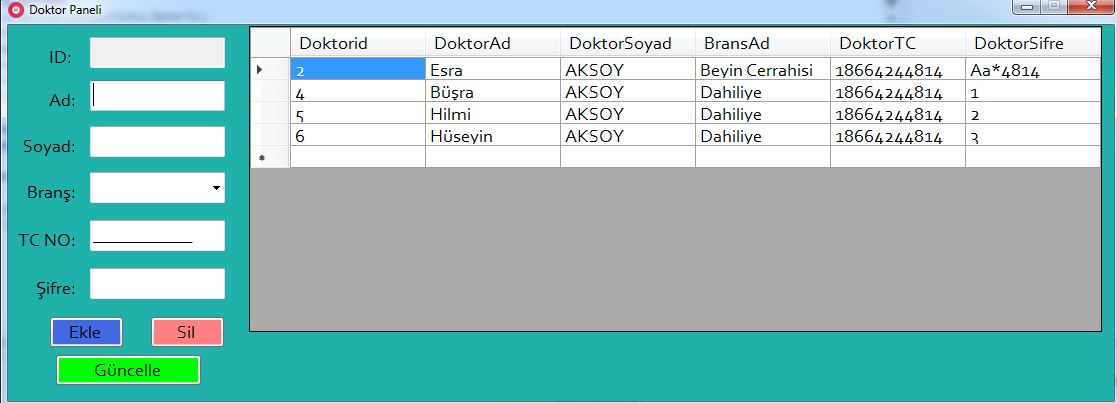 Doktor Paneli
ID:
Ad:
Soyad:
Branş:
TC NO:
Şifre:
Ekle Sil
Güncelle
Doktorid DoktorAd DoktorSoyad BransAd DoktorTC DoktorSifre
2 Esra AKSOY Beyin Cerrahisi 18664244814 Aa*4814
4 Büşra AKSOY Dahiliye 18664244814 1
5 Hilmi AKSOY Dahiliye 18664244814 2
6 Hüseyin AKSOY Dahiliye 18664244814 3